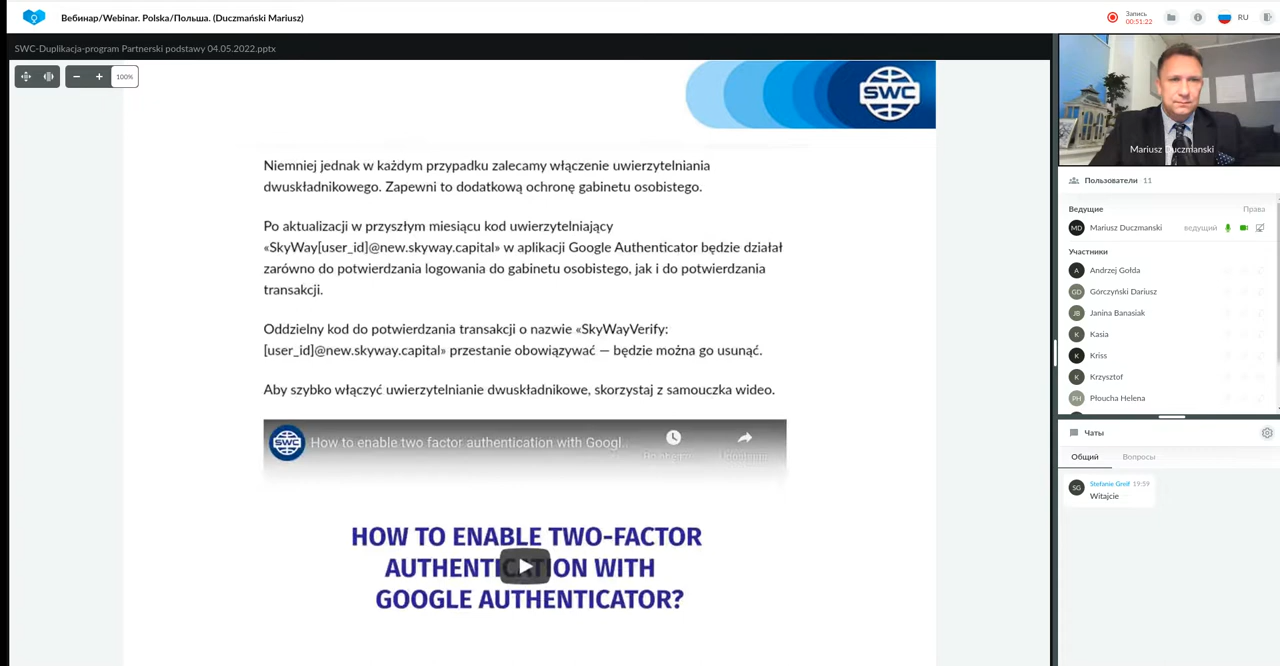 Вебинар/Webinar. Polska/Польша. (Duczmański Mariusz)
Запись
00:51:22
RU
SWC-Duplikacja-program Partnerski podstawy 04.05.2022.pptx
100%
SWC
Niemniej jednak w każdym przypadku zalecamy włączenie uwierzytelniania
dwuskładnikowego. Zapewni to dodatkową ochronę gabinetu osobistego.
Po aktualizacji w przyszłym miesiącu kod uwierzytelniający
«SkyWay[user_id]@new.skyway.capital» w aplikacji Google Authenticator będzie działał
zarówno do potwierdzania logowania do gabinetu osobistego, jak i do potwierdzania
transakcji.
Oddzielny kod do potwierdzania transakcji o nazwie «SkyWayVerify:
[user_id]@new.skyway.capital» przestanie obowiązywać — będzie można go usunąć.
Aby szybko włączyć uwierzytelnianie dwuskładnikowe, skorzystaj z samouczka wideo.
SWC
How to enable two factor authentication with Googl...
Udostępnij
HOW TO ENABLE TWO-FACTOR
AUTHENTICATION WITH
GOOGLE AUTHENTICATOR?
Mariusz Duczmanski
Пользователи 11
Ведущие Права
MD Mariusz Duczmanski ведущий
Участники
A Andrzej Gołda
GD Górczyński Dariusz
JB Janina Banasiak
K Kasia
K Kriss
K Krzysztof
PH Płoucha Helena
Чаты
Общий Вопросы
SG Stefanie Greif 19:59
Witajcie